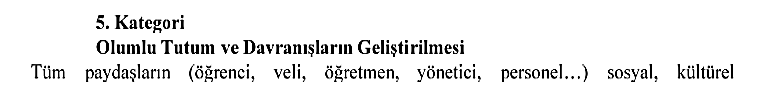 5. Kategori
Olumlu Tutum ve Davranışların Geliştirilmesi
Tüm paydaşların (öğrenci, veli, öğretmen, yönetici, personel...) sosyal, kültürel